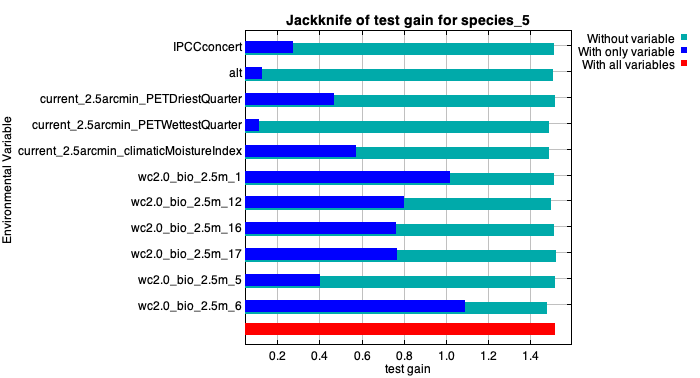 Jackknife of test gain for species_5
Without variable
With only variable
With all variables
Environmental Variable
IPCCconcert
alt
current_2.5arcmin_PETDriestQuarter
current_2.5arcmin_PETWettestQuarter
current_2.5arcmin_climaticMoistureIndex
wc2.0_bio_2.5m_1
wc2.0_bio_2.5m_12
wc2.0_bio_2.5m_16
wc2.0_bio_2.5m_17
wc2.0_bio_2.5m_5
wc2.0_bio_2.5m_6
0.2 0.4 0.6 0.8 1.0 1.2 1.4
test gain